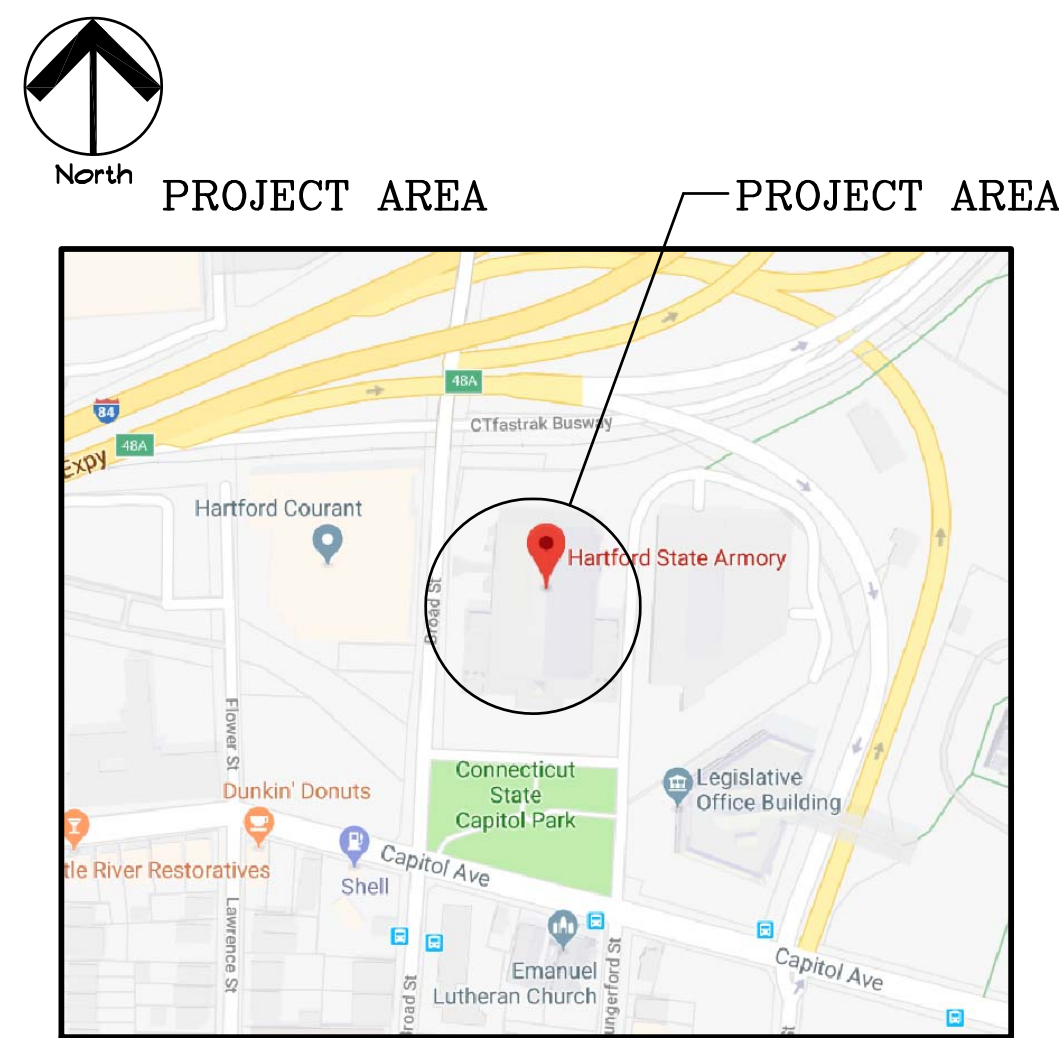 North
PROJECT AREA
PROJECT AREA
48A
84
CTfastrak Busway
48A
Expy
Hartford Courant
Hartford State Armory
Broad St
Flower St
Connecticut
State
Capitol Park
Legislative
Office Building
Dunkin' Donuts
tle River Restoratives
Shell
Capitol Ave
Lawrence St
Emanuel
Lutheran Church
road St
ungerford St
Capitol Ave
st